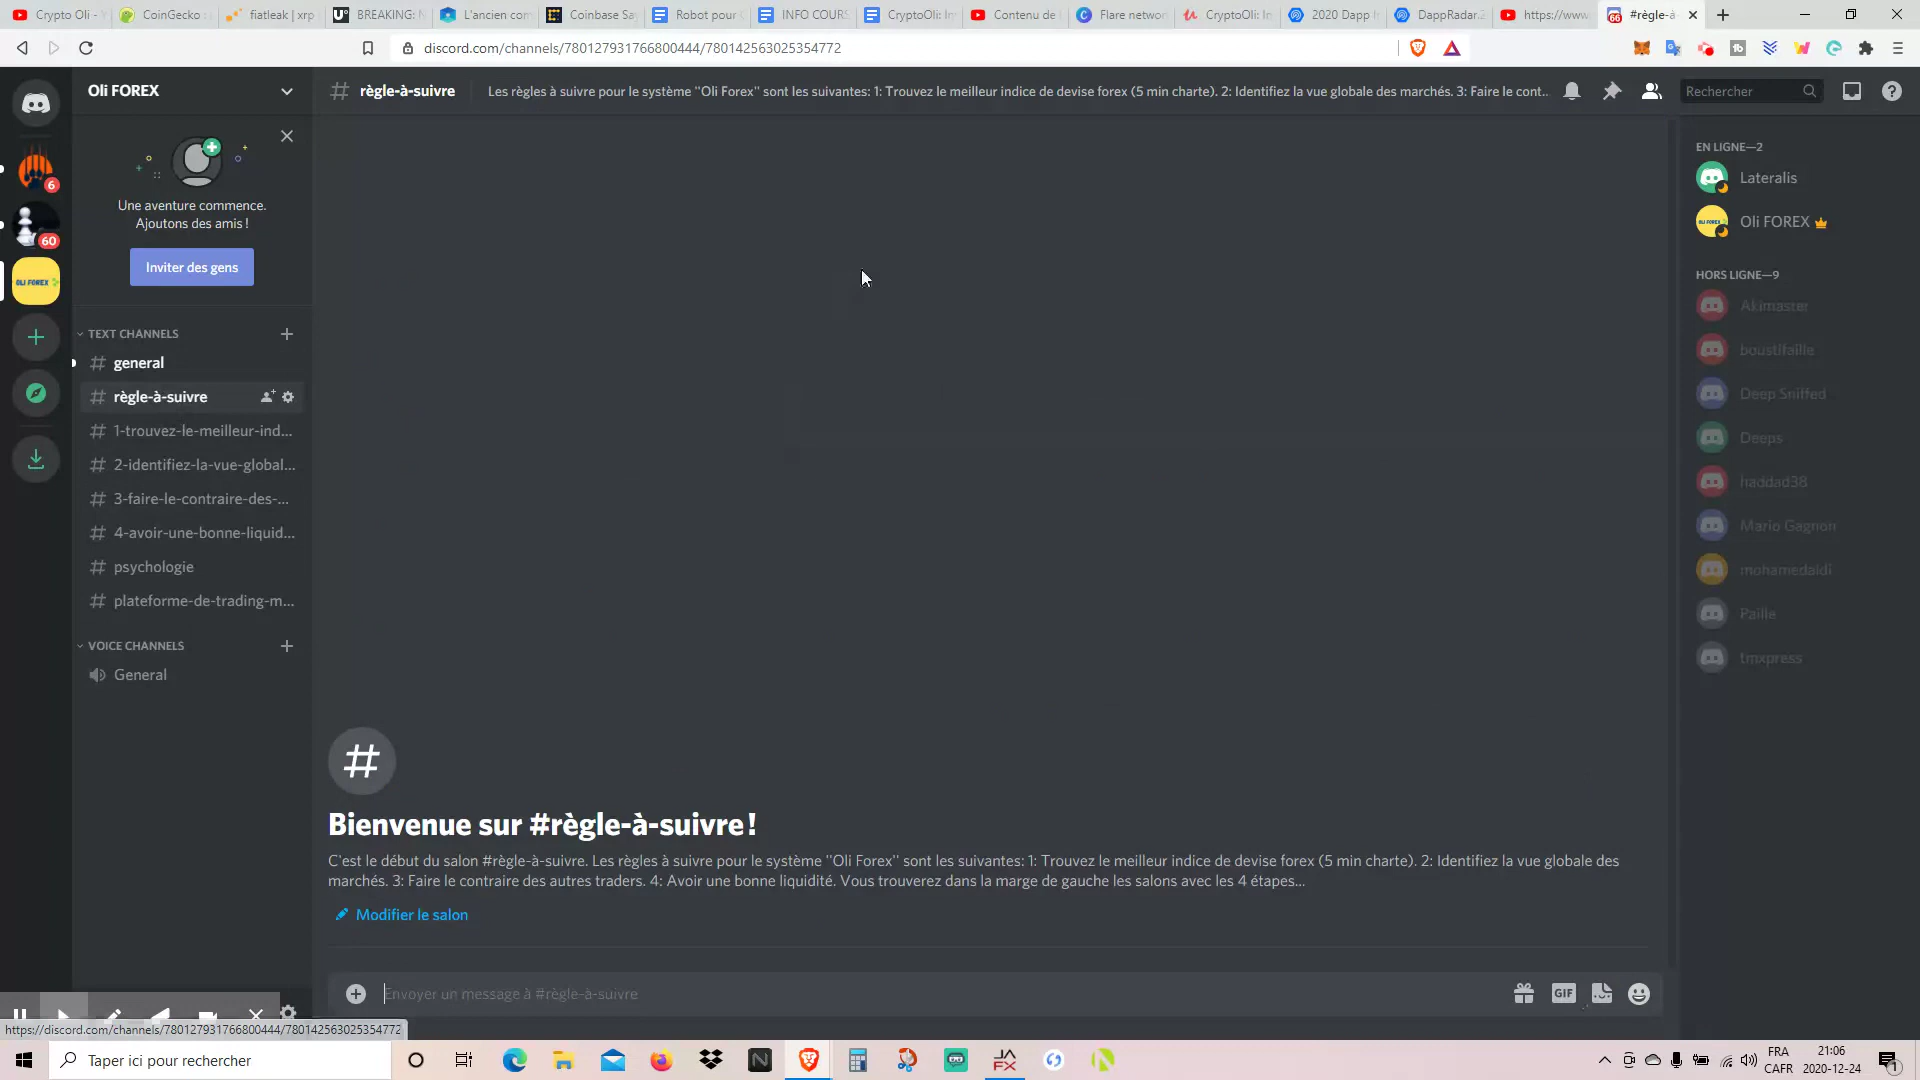 Crypto Oli - Y
CoinGecko
fiatleak | xrp
BREAKING: N
L'ancien com
Coinbase Sa
Robot pour
INFO COURS
CryptoOli: In
Contenu de
Flare networ
CryptoOli: In
2020 Dapp I
DappRadar.2
https://www
#règle-à
discord.com/channels/780127931766800444/780142563025354772
Oli FOREX
règle-à-suivre
Les règles à suivre pour le système "Oli Forex" sont les suivantes: 1: Trouvez le meilleur indice de devise forex (5 min charte). 2: Identifiez la vue globale des marchés. 3: Faire le cont...
Rechercher
Une aventure commence.
Ajoutons des amis !
Inviter des gens
6
60
OLI FOREX
TEXT CHANNELS
general
règle-à-suivre
1-trouvez-le-meilleur-ind...
2-identifiez-la-vue-global...
3-faire-le-contraire-des-...
4-avoir-une-bonne-liquid...
psychologie
plateforme-de-trading-m...
VOICE CHANNELS
General
EN LIGNE—2
Lateralis
Oli FOREX
HORS LIGNE—9
Akimaster
boustifaille
Deep Sniffed
Deeps
haddad38
Mario Gagnon
mohamedaidi
Paille
tmxpress
Bienvenue sur #règle-à-suivre !
C'est le début du salon #règle-à-suivre. Les règles à suivre pour le système "Oli Forex" sont les suivantes: 1: Trouvez le meilleur indice de devise forex (5 min charte). 2: Identifiez la vue globale des
marchés. 3: Faire le contraire des autres traders. 4: Avoir une bonne liquidité. Vous trouverez dans la marge de gauche les salons avec les 4 étapes...
Modifier le salon
Envoyer un message à #règle-à-suivre
GIF
https://discord.com/channels/780127931766800444/780142563025354772
Taper ici pour rechercher
JA
FX
FRA
CAFR
21:06
2020-12-24
1